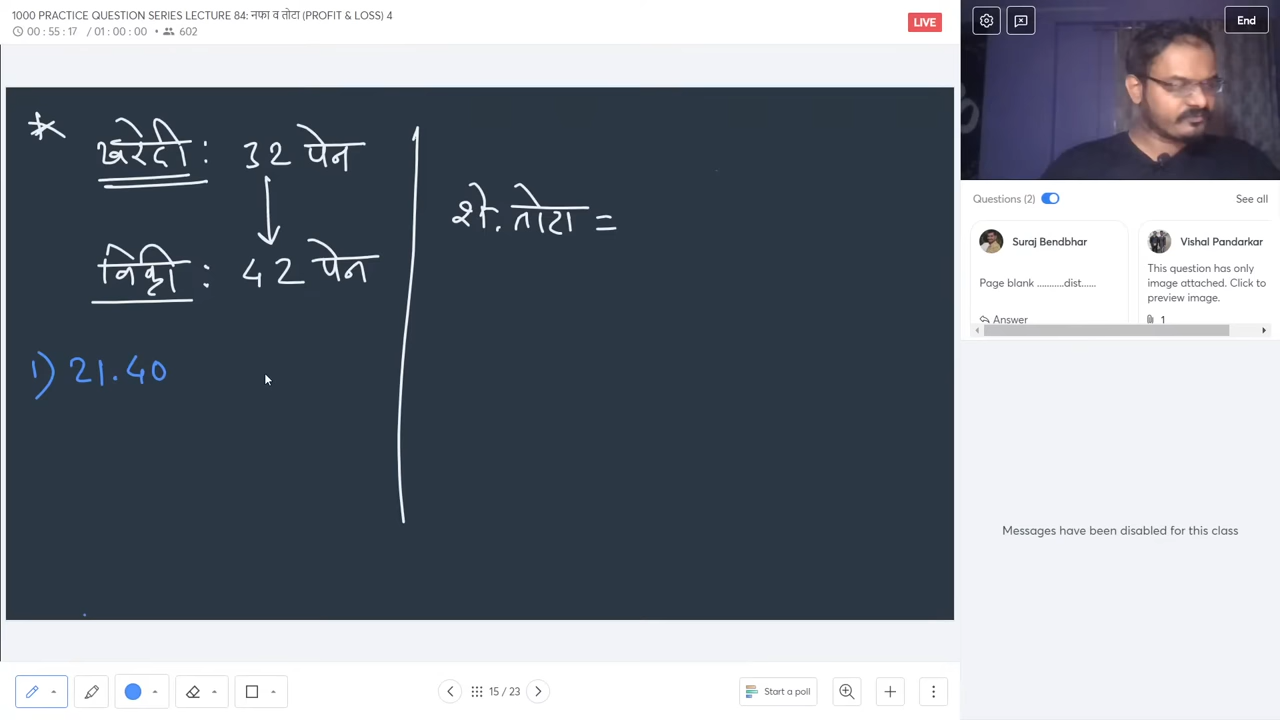 1000 PRACTICE QUESTION SERIES LECTURE 84: नफा व तोटा (PROFIT & LOSS) 4
00 : 55 : 17 / 01 : 00 : 00 • 602
LIVE
End
खरेदी : 32 पेन
विक्री : 42 पेन
1) 21.40
शे. तोटा =
Questions (2)
See all
Suraj Bendbhar
Page blank ...........dist......
Answer
Vishal Pandarkar
This question has only
image attached. Click to
preview image.
1
Messages have been disabled for this class
15 / 23
Start a poll